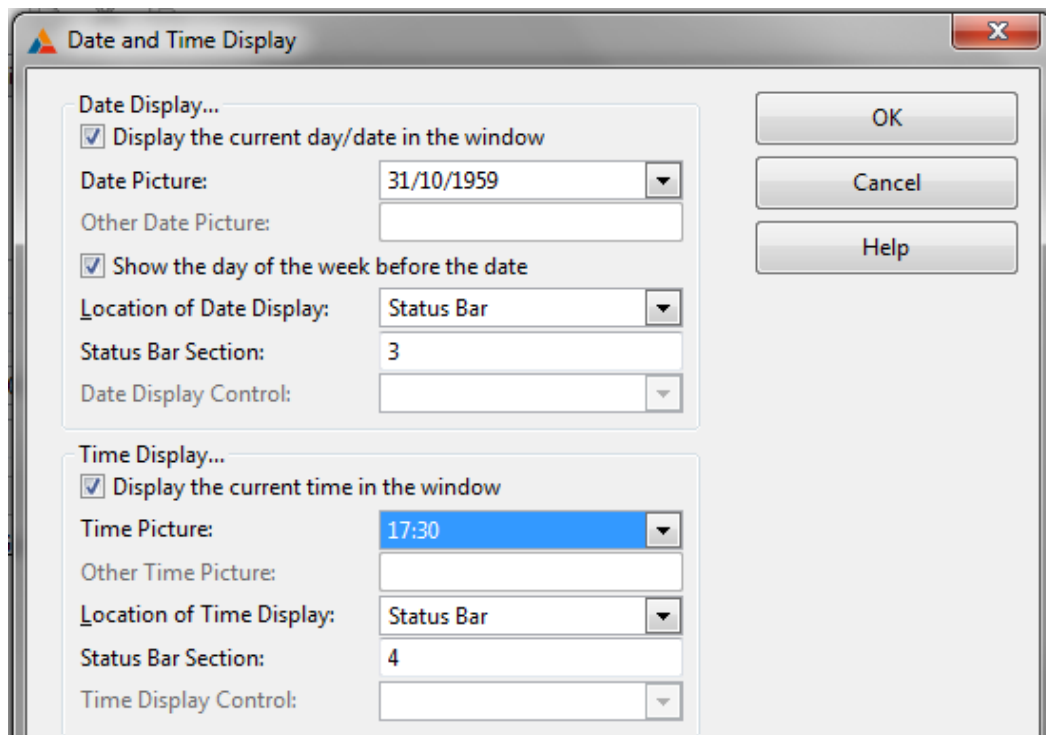 Date and Time Display
Date Display...
Display the current day/date in the window
Date Picture: 31/10/1959
Other Date Picture:
Show the day of the week before the date
Location of Date Display: Status Bar
Status Bar Section: 3
Date Display Control:
Time Display...
Display the current time in the window
Time Picture: 17:30
Other Time Picture:
Location of Time Display: Status Bar
Status Bar Section: 4
Time Display Control:
OK
Cancel
Help